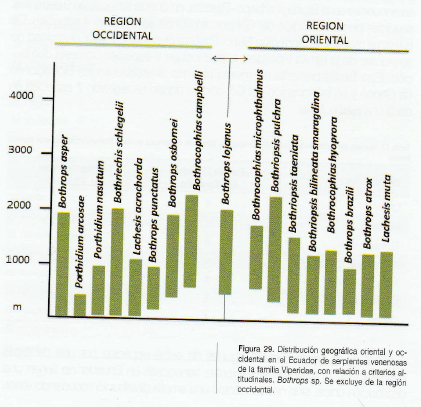 REGION
OCCIDENTAL
REGION
ORIENTAL
4000
3000
2000
1000
m
Bothrops asper
Porthidium arcosae
Porthidium nasutum
Bothriechis schlegelii
Lachesis acrochorda
Bothrops punctatus
Bothrops osbornei
Bothrocophias campbelli
Bothrops lojanus
Bothrocophias microphthalmus
Bothriopsis pulchra
Bothriopsis taeniata
Bothriopsis bilineata smaragdina
Bothrocophias hyoprora
Bothrops brazili
Bothrops atrox
Lachesis muta
Figura 29. Distribución geográfica oriental y oc-
cidental en el Ecuador de serpientes venenosas
de la familia Viperidae, con relación a criterios al-
titudinales. Bothrops sp. Se excluye de la región
occidental.